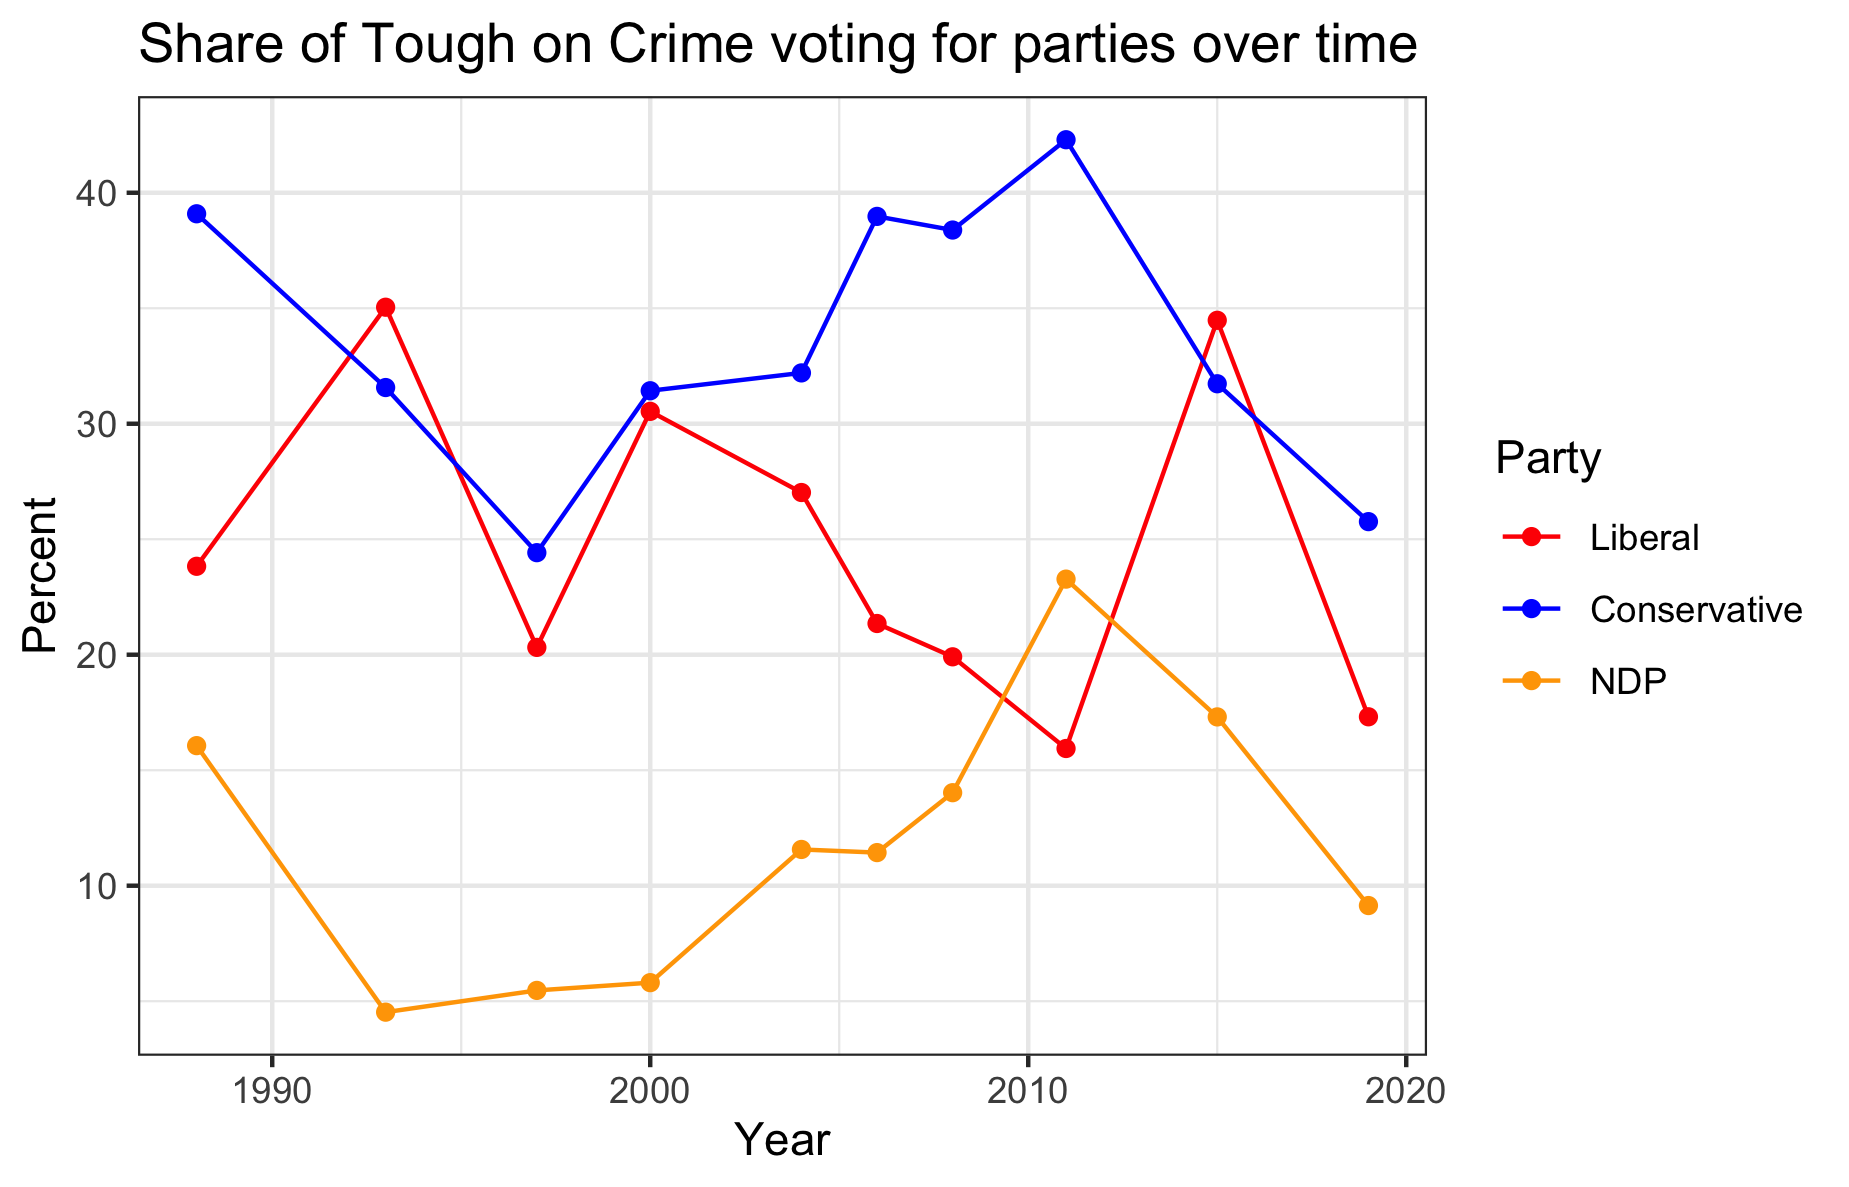 Share of Tough on Crime voting for parties over time
40
30
20
10
Percent
1990
2000
2010
2020
Year
Party
Liberal
Conservative
NDP